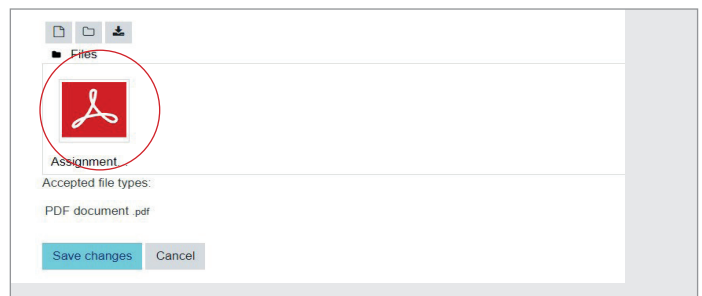 Files
Assignment...
Accepted file types:
PDF document .pdf
Save changes Cancel